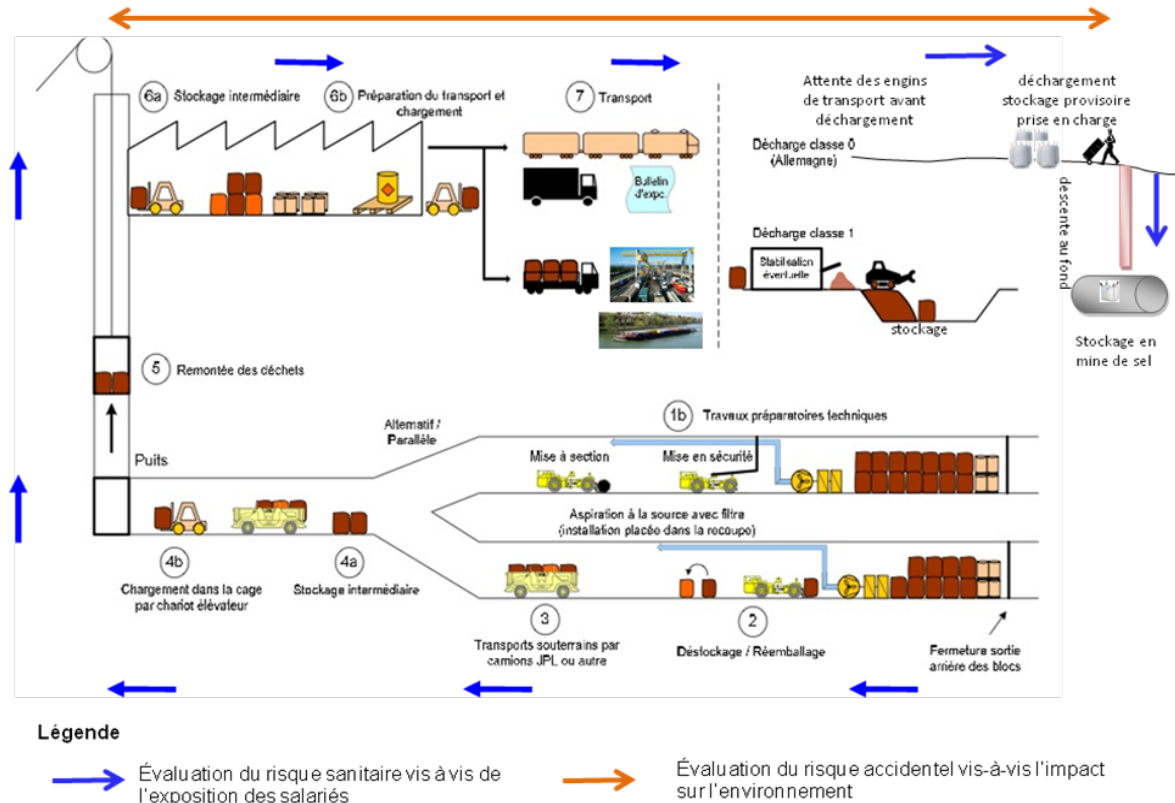 6a
Stockage intermédiaire
6b
Préparation du transport et
chargement
7
Transport
Bulletin
d'expé
Attente des engins
de transport avant
déchargement
déchargement
stockage provisoire
prise en charge
Décharge classe 0
(Allemagne)
descente au fond
Décharge classe 1
Stabilisation
éventuelle
stockage
Stockage en
mine de sel
5
Remontée des déchets
Puits
Alternatif /
Parallèle
1b
Travaux préparatoires techniques
Mise à section
Mise en sécurité
Aspiration à la source avec filtre
(installation placée dans la recoupe)
4b
Chargement dans la cage
par chariot élévateur
4a
Stockage intermédiaire
3
Transports souterrains par
camions JPL ou autre
2
Déstockage / Réemballage
Fermeture sortie
arrière des blocs
Légende
Évaluation du risque sanitaire vis à vis de
l'exposition des salariés
Évaluation du risque accidentel vis-à-vis l'impact
sur l'environnement